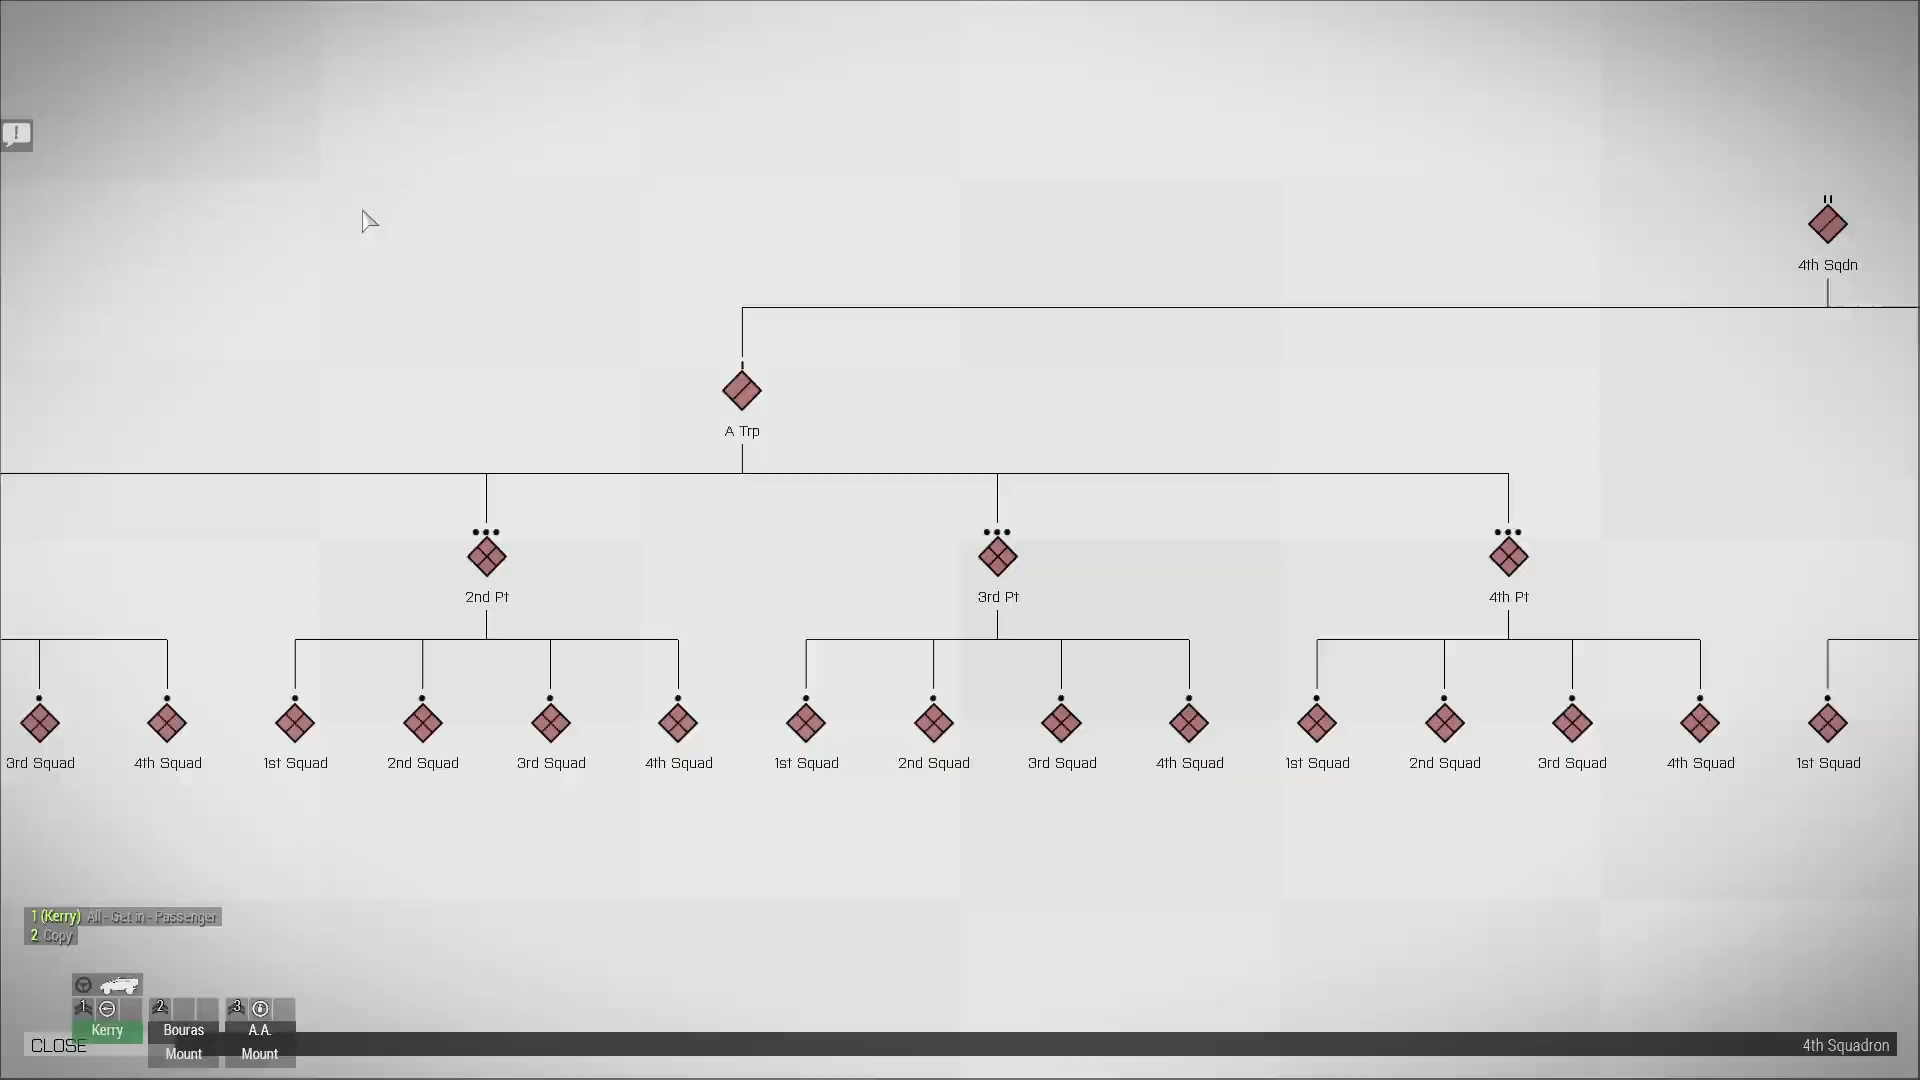 !
4th Sqdn
A Trp
2nd Pt
3rd Pt
4th Pt
3rd Squad
4th Squad
1st Squad
2nd Squad
3rd Squad
4th Squad
1st Squad
2nd Squad
3rd Squad
4th Squad
1st Squad
2nd Squad
3rd Squad
4th Squad
1st Squad
1 (Kerry) All - Get in - Passenger
2 Copy
1
2
3
Kerry
Bouras
A.A.
CLOSE
Mount
Mount
4th Squadron